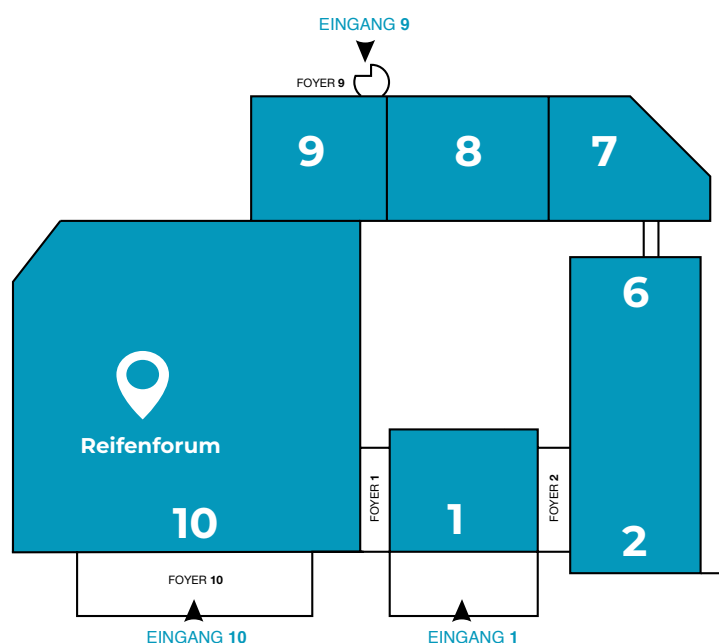 EINGANG 9
FOYER 9
9
8
7
6
Reifenforum
10
FOYER 1
1
FOYER 2
2
FOYER 10
EINGANG 10
EINGANG 1